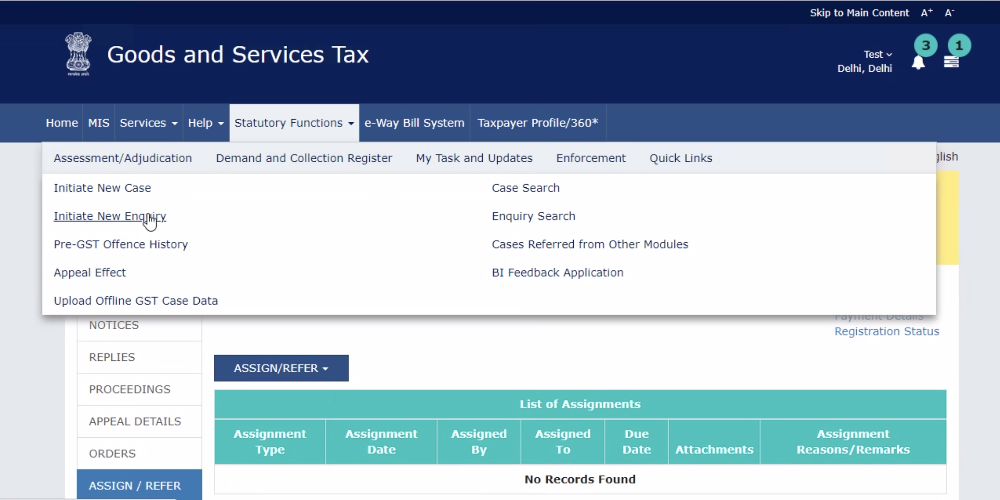 Skip to Main Content A+ A-
Goods and Services Tax
Test
Delhi, Delhi
3
1
Home MIS Services Help Statutory Functions e-Way Bill System Taxpayer Profile/360*
Assessment/Adjudication Demand and Collection Register My Task and Updates Enforcement Quick Links
glish
Initiate New Case Case Search
Initiate New Enquiry Enquiry Search
Pre-GST Offence History Cases Referred from Other Modules
Appeal Effect BI Feedback Application
Upload Offline GST Case Data
Payment Details
NOTICES
Registration Status
REPLIES
ASSIGN/REFER
PROCEEDINGS
List of Assignments
APPEAL DETAILS
Assignment Type Assignment Date Assigned By Assigned To Due Date Attachments Assignment Reasons/Remarks
ORDERS
No Records Found
ASSIGN / REFER